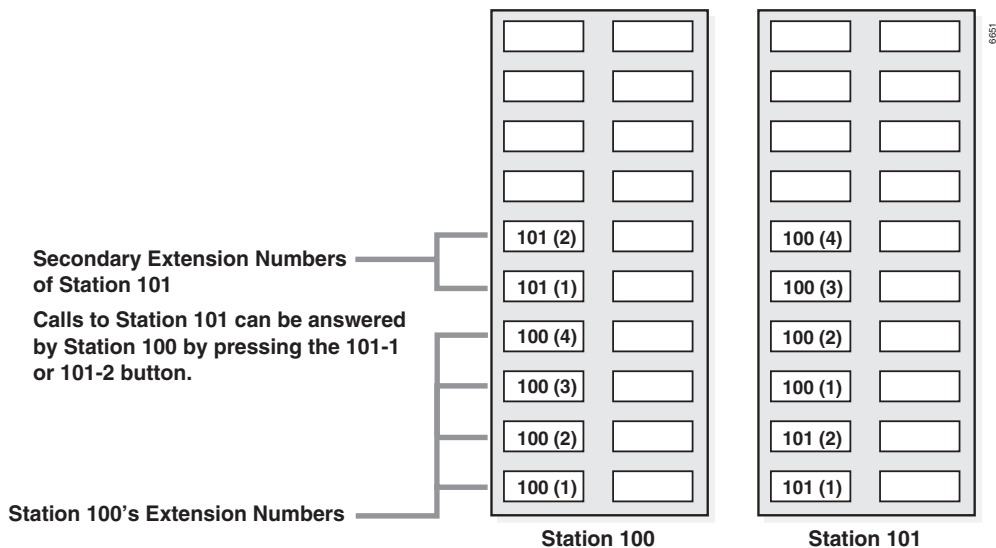 6651
Secondary Extension Numbers
of Station 101
Calls to Station 101 can be answered
by Station 100 by pressing the 101-1
or 101-2 button.
Station 100's Extension Numbers
101 (2)
101 (1)
100 (4)
100 (3)
100 (2)
100 (1)
Station 100
100 (4)
100 (3)
100 (2)
100 (1)
101 (2)
101 (1)
Station 101